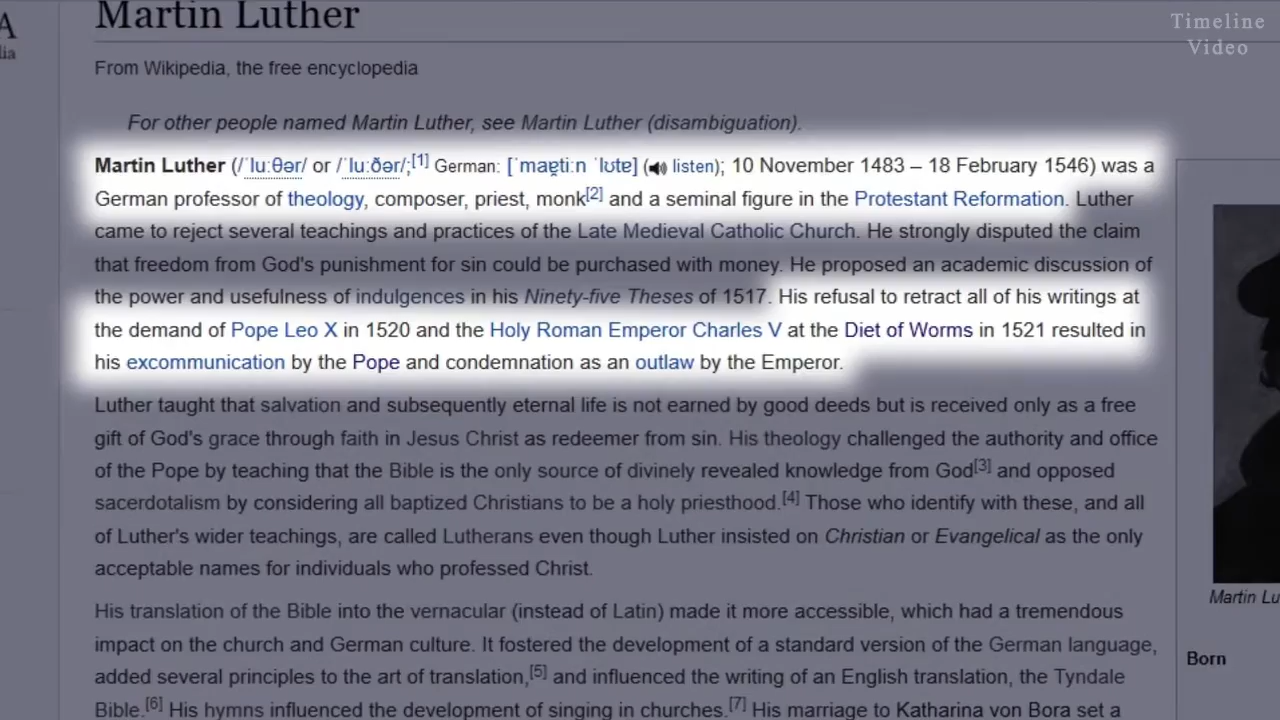 Martin Luther
Timeline
Video
A
lia
From Wikipedia, the free encyclopedia
For other people named Martin Luther, see Martin Luther (disambiguation).
Martin Luther (/ˈluːθər/ or /ˈluːðər/;[1] German: [ˈmaɐ̯tiːn ˈlʊtɐ] (listen); 10 November 1483 – 18 February 1546) was a
German professor of theology, composer, priest, monk[2] and a seminal figure in the Protestant Reformation. Luther
came to reject several teachings and practices of the Late Medieval Catholic Church. He strongly disputed the claim
that freedom from God's punishment for sin could be purchased with money. He proposed an academic discussion of
the power and usefulness of indulgences in his Ninety-five Theses of 1517. His refusal to retract all of his writings at
the demand of Pope Leo X in 1520 and the Holy Roman Emperor Charles V at the Diet of Worms in 1521 resulted in
his excommunication by the Pope and condemnation as an outlaw by the Emperor.
Luther taught that salvation and subsequently eternal life is not earned by good deeds but is received only as a free
gift of God's grace through faith in Jesus Christ as redeemer from sin. His theology challenged the authority and office
of the Pope by teaching that the Bible is the only source of divinely revealed knowledge from God[3] and opposed
sacerdotalism by considering all baptized Christians to be a holy priesthood.[4] Those who identify with these, and all
of Luther's wider teachings, are called Lutherans even though Luther insisted on Christian or Evangelical as the only
acceptable names for individuals who professed Christ.
His translation of the Bible into the vernacular (instead of Latin) made it more accessible, which had a tremendous
impact on the church and German culture. It fostered the development of a standard version of the German language,
added several principles to the art of translation,[5] and influenced the writing of an English translation, the Tyndale
Bible.[6] His hymns influenced the development of singing in churches.[7] His marriage to Katharina von Bora set a
Martin Lu
Born